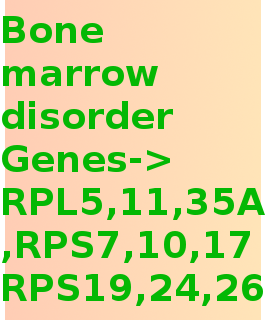 Bone
marrow
disorder
Genes->
RPL5,11,35A
,RPS7,10,17
RPS19,24,26